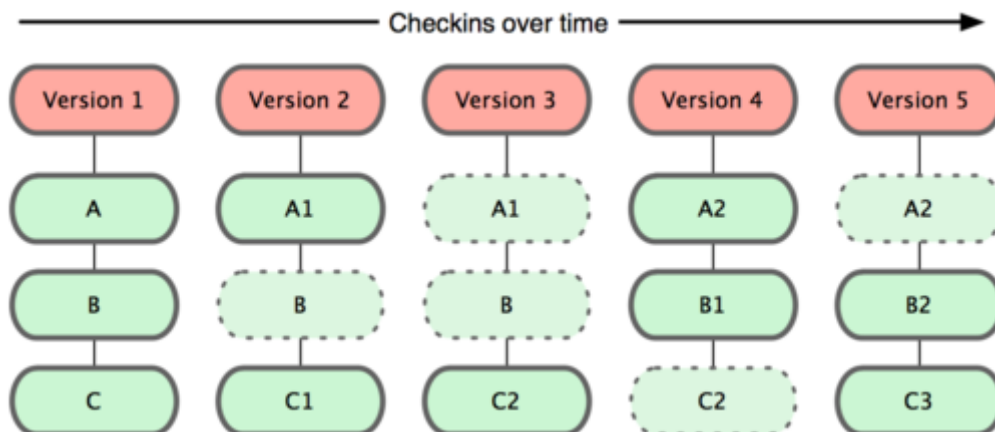 Checkins over time
Version 1 Version 2 Version 3 Version 4 Version 5
A A1 A1 A2 A2
B B B B1 B2
C C1 C2 C2 C3